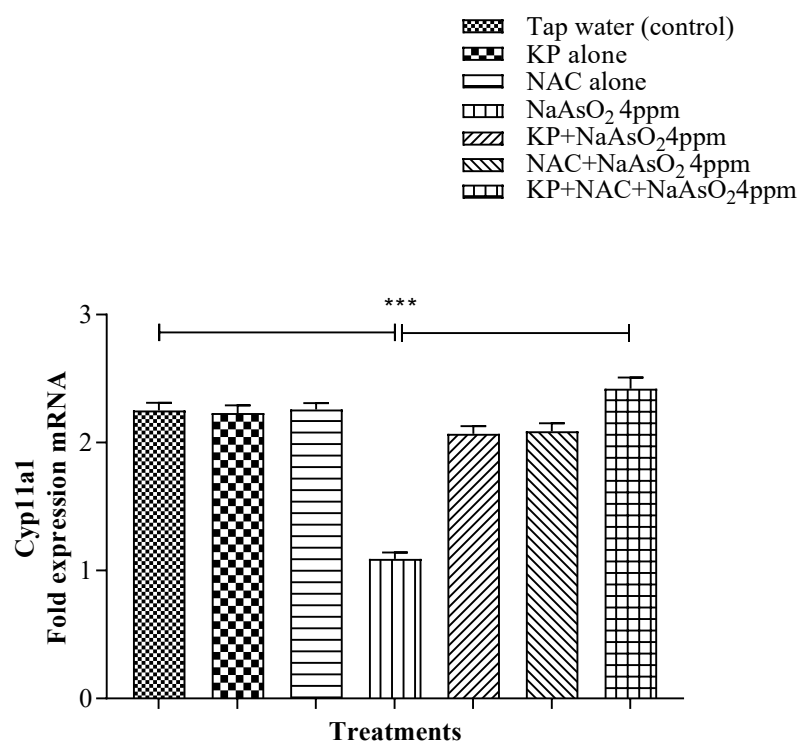 Tap water (control)
KP alone
NAC alone
NaAsO₂ 4ppm
KP+NaAsO₂4ppm
NAC+NaAsO₂ 4ppm
KP+NAC+NaAsO₂4ppm
***
3
2
1
0
Cyp11a1
Fold expression mRNA
Treatments